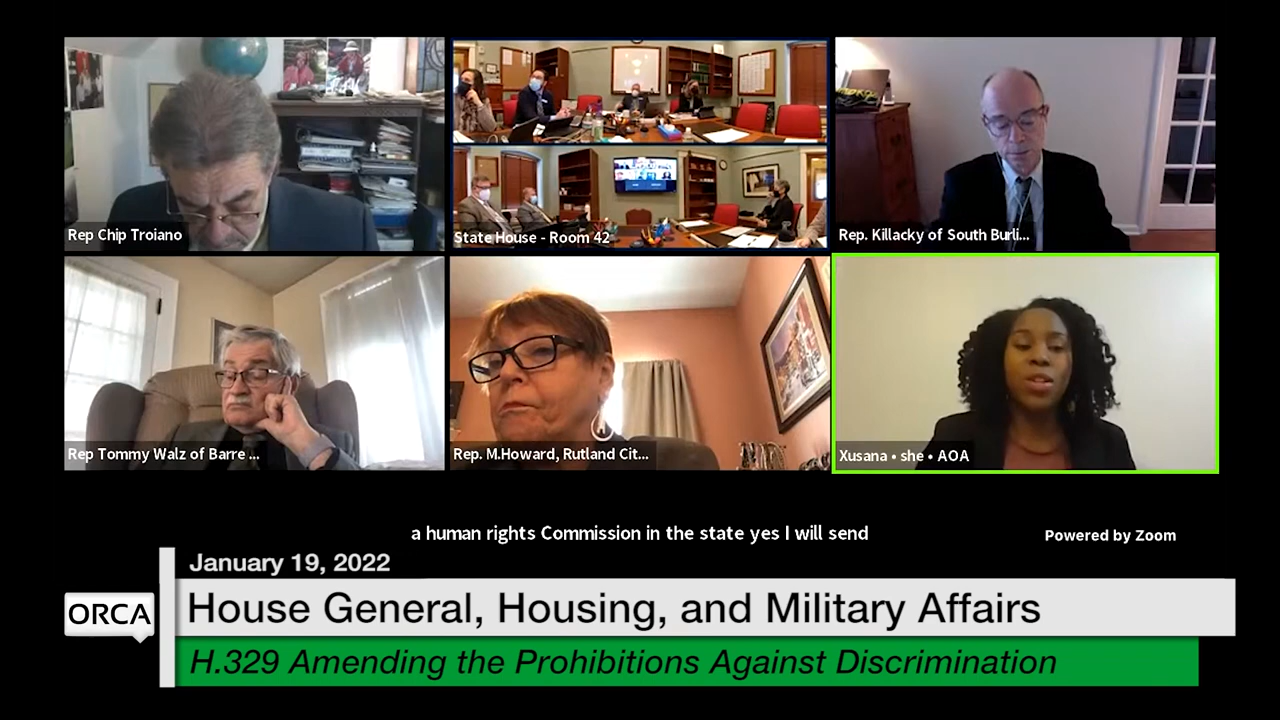 Rep Chip Troiano
State House - Room 42
Rep. Killacky of South Burli...
Rep Tommy Walz of Barre ...
Rep. M.Howard, Rutland Cit...
Xusana • she • AOA
a human rights Commission in the state yes I will send
Powered by Zoom
January 19, 2022
ORCA
House General, Housing, and Military Affairs
H.329 Amending the Prohibitions Against Discrimination